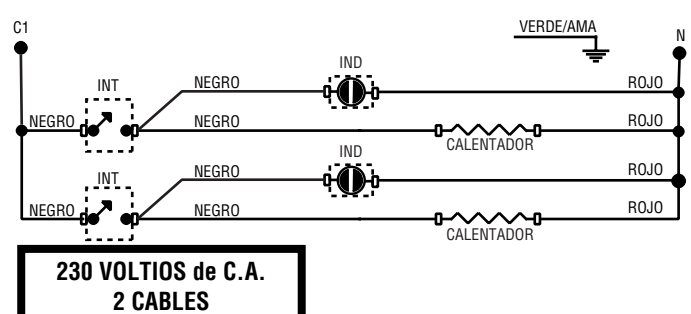 C1
VERDE/AMA
N
IND
INT
NEGRO
ROJO
NEGRO
NEGRO
ROJO
CALENTADOR
IND
INT
NEGRO
ROJO
NEGRO
NEGRO
ROJO
CALENTADOR
230 VOLTIOS de C.A.
2 CABLES